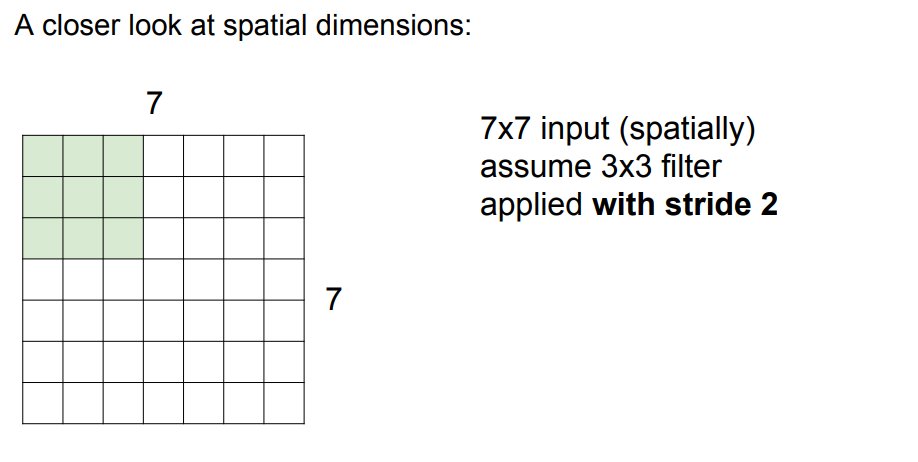 A closer look at spatial dimensions:
7
7x7 input (spatially)
assume 3x3 filter
applied with stride 2
7